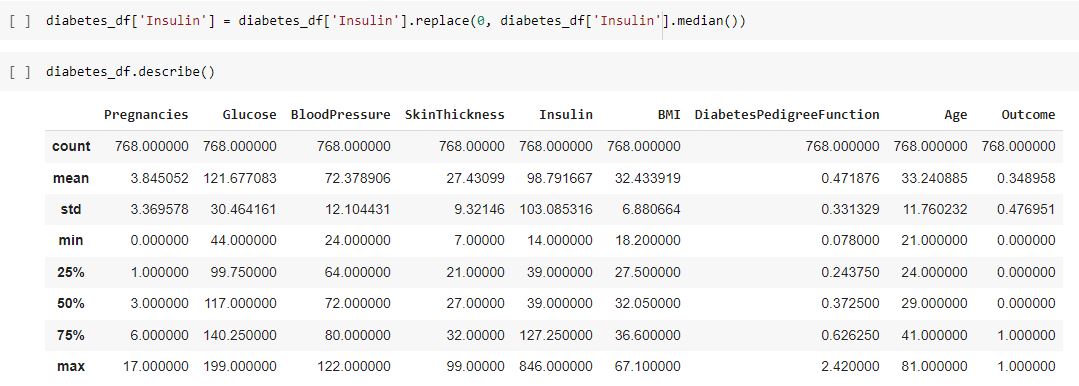 [ ] diabetes_df['Insulin'] = diabetes_df['Insulin'].replace(0, diabetes_df['Insulin'].median())
[ ] diabetes_df.describe()
Pregnancies Glucose BloodPressure SkinThickness Insulin BMI DiabetesPedigreeFunction Age Outcome
count 768.000000 768.000000 768.000000 768.00000 768.000000 768.000000 768.000000 768.000000 768.000000
mean 3.845052 121.677083 72.378906 27.43099 98.791667 32.433919 0.471876 33.240885 0.348958
std 3.369578 30.464161 12.104431 9.32146 103.085316 6.880664 0.331329 11.760232 0.476951
min 0.000000 44.000000 24.000000 7.00000 14.000000 18.200000 0.078000 21.000000 0.000000
25% 1.000000 99.750000 64.000000 21.00000 39.000000 27.500000 0.243750 24.000000 0.000000
50% 3.000000 117.000000 72.000000 27.00000 39.000000 32.050000 0.372500 29.000000 0.000000
75% 6.000000 140.250000 80.000000 32.00000 127.250000 36.600000 0.626250 41.000000 1.000000
max 17.000000 199.000000 122.000000 99.00000 846.000000 67.100000 2.420000 81.000000 1.000000